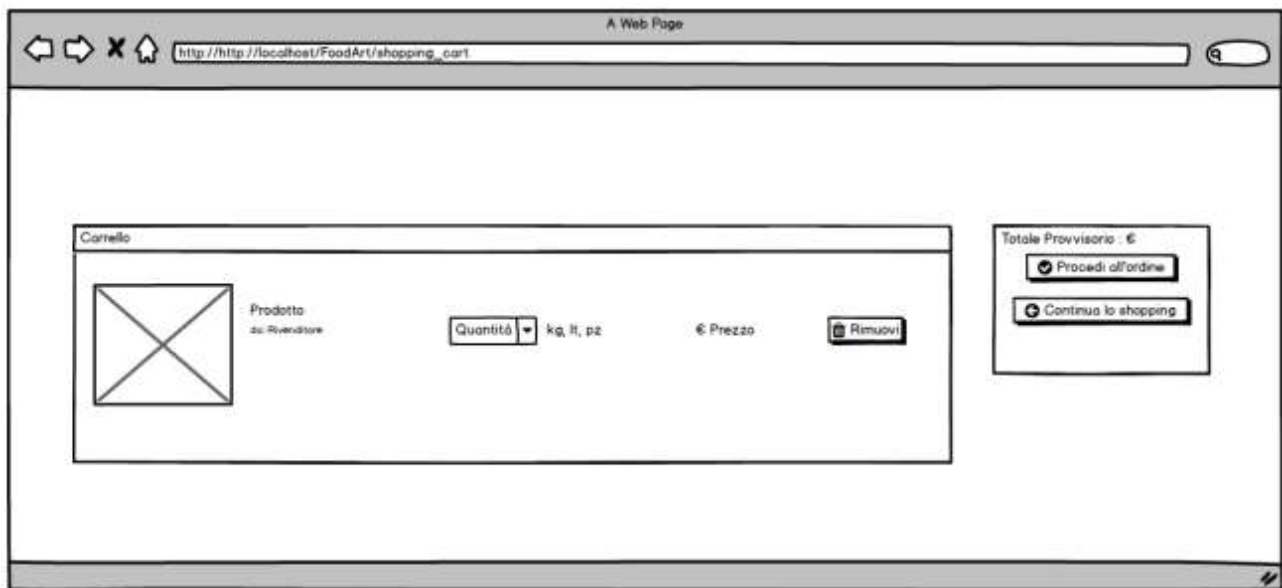 A Web Page
http://http://localhost/FoodArt/shopping_cart
Carrello
Prodotto
da: Rivenditore
Quantità
kg, lt, pz
€ Prezzo
Rimuovi
Totale Provvisorio : €
Procedi all'ordine
Continua lo shopping